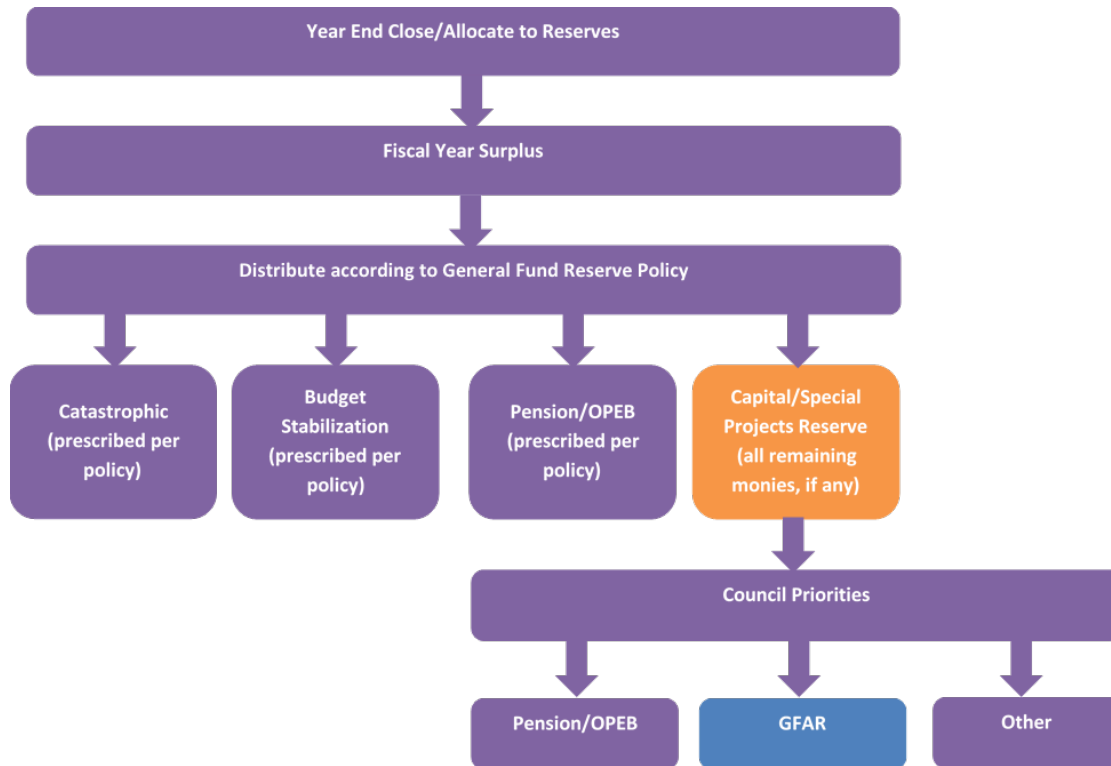 Year End Close/Allocate to Reserves
Fiscal Year Surplus
Distribute according to General Fund Reserve Policy
Catastrophic
(prescribed per
policy)
Budget
Stabilization
(prescribed per
policy)
Pension/OPEB
(prescribed per
policy)
Capital/Special
Projects Reserve
(all remaining
monies, if any)
Council Priorities
Pension/OPEB
GFAR
Other